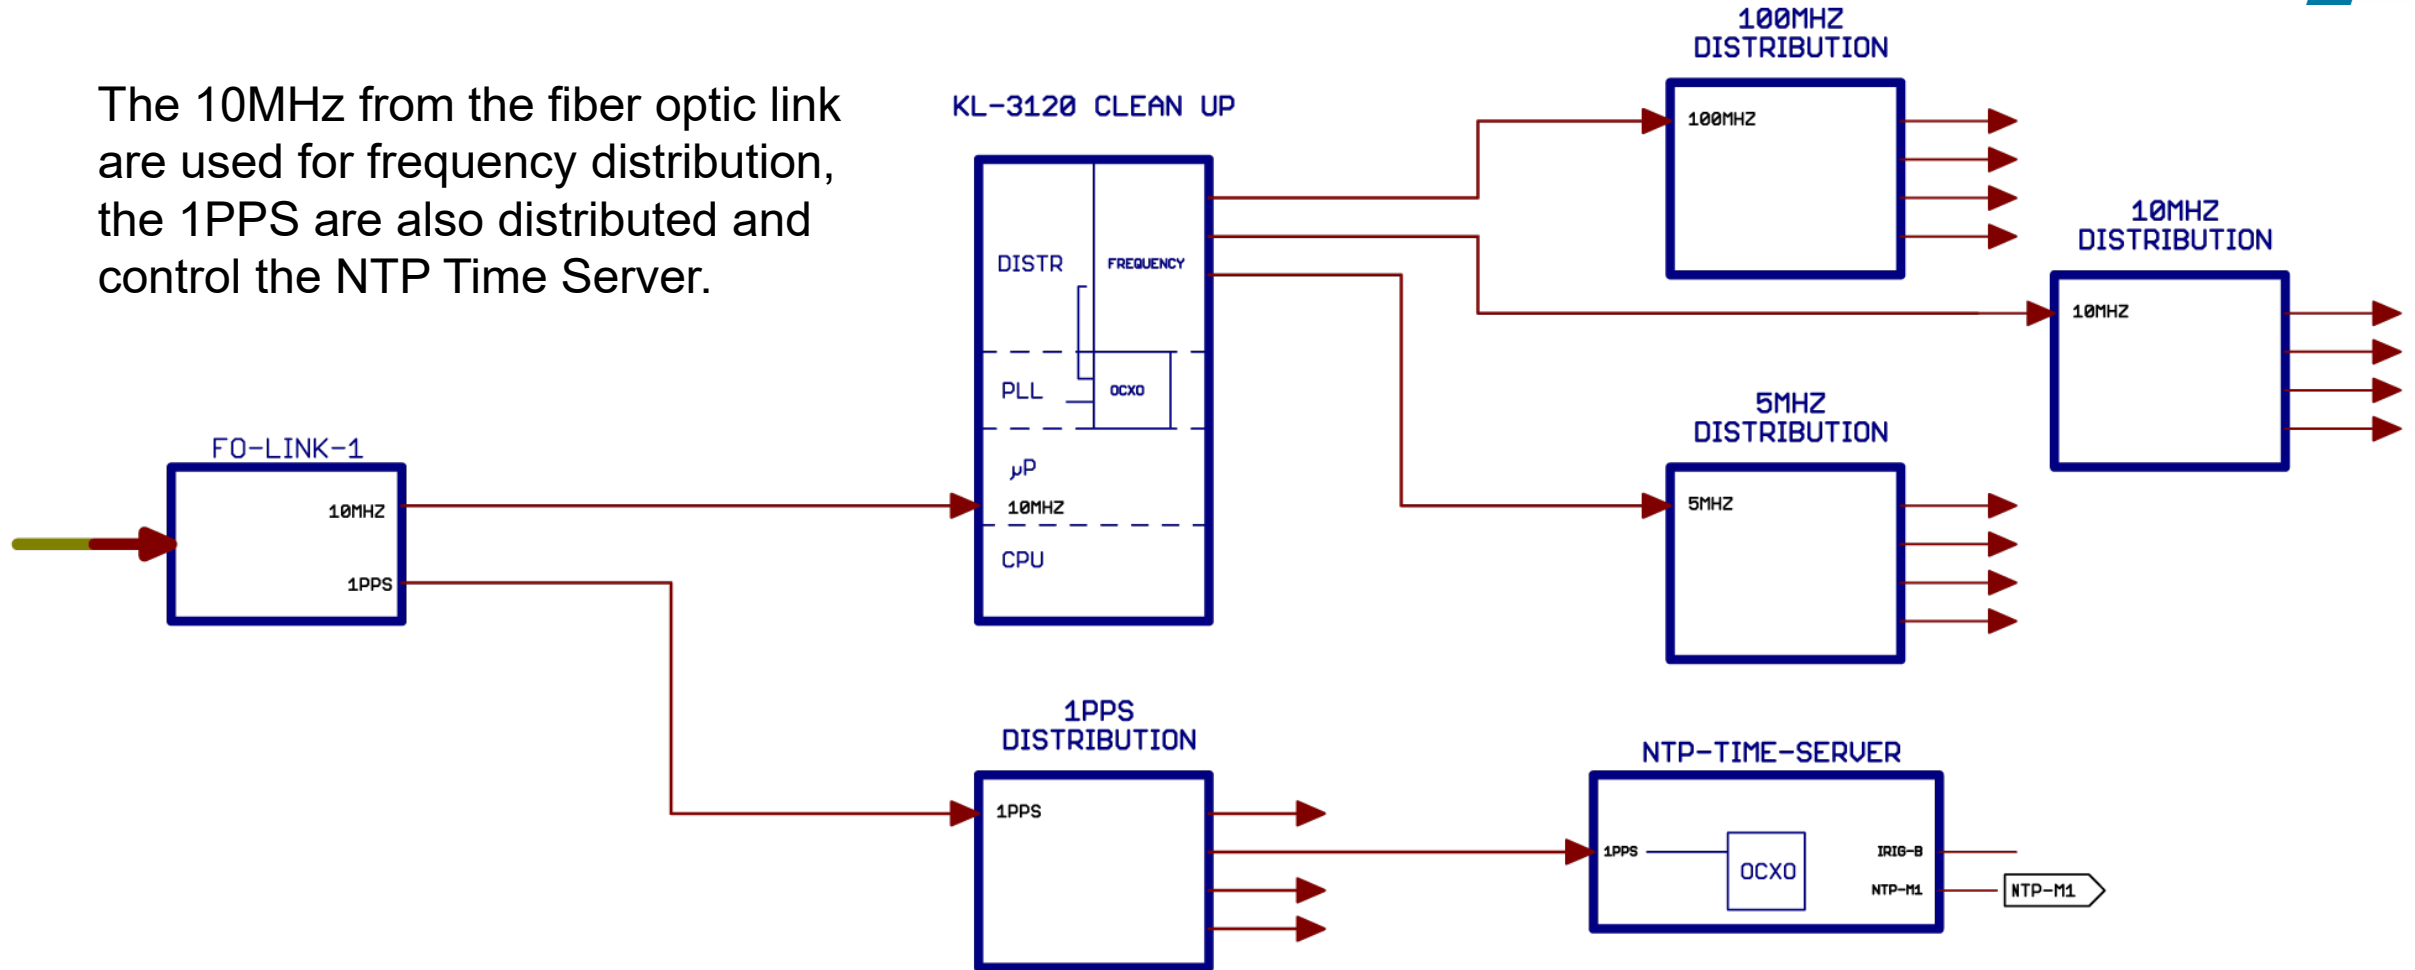 The 10MHz from the fiber optic link
are used for frequency distribution,
the 1PPS are also distributed and
control the NTP Time Server.
100MHZ
DISTRIBUTION
100MHZ
KL-3120 CLEAN UP
DISTR
FREQUENCY
PLL
OCXO
µP
10MHZ
CPU
10MHZ
DISTRIBUTION
10MHZ
5MHZ
DISTRIBUTION
5MHZ
FO-LINK-1
10MHZ
1PPS
1PPS
DISTRIBUTION
1PPS
NTP-TIME-SERVER
1PPS
OCXO
IRIG-B
NTP-M1
NTP-M1